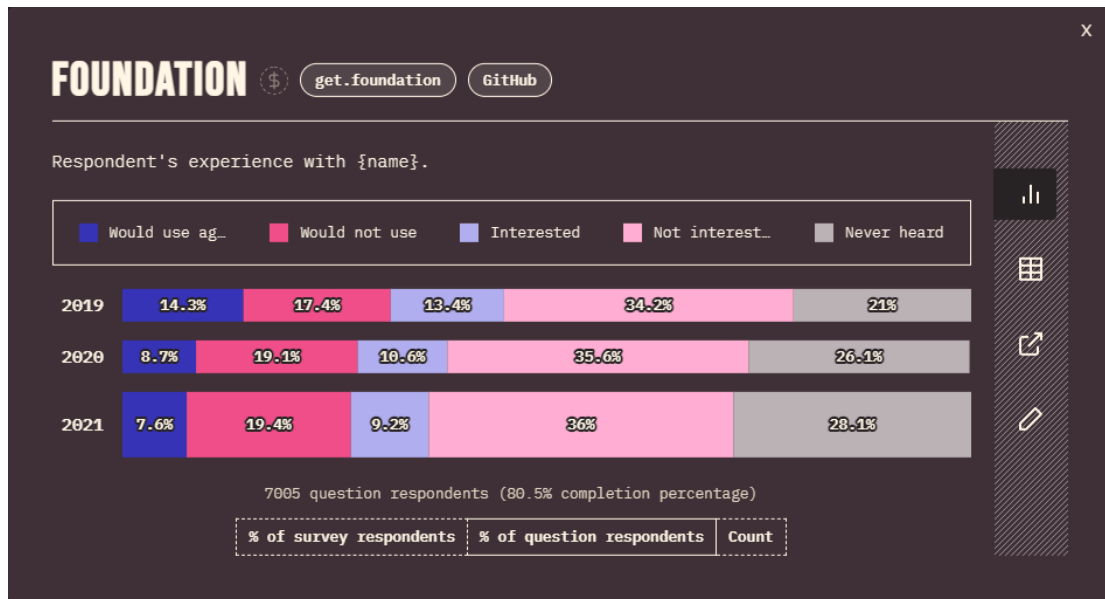 x
FOUNDATION $ get.foundation GitHub
Respondent's experience with {name}.
Would use ag… Would not use Interested Not interest… Never heard
2019 14.3% 17.4% 13.4% 34.2% 21%
2020 8.7% 19.1% 10.6% 35.6% 26.1%
2021 7.6% 19.4% 9.2% 36% 28.1%
7005 question respondents (80.5% completion percentage)
% of survey respondents % of question respondents Count